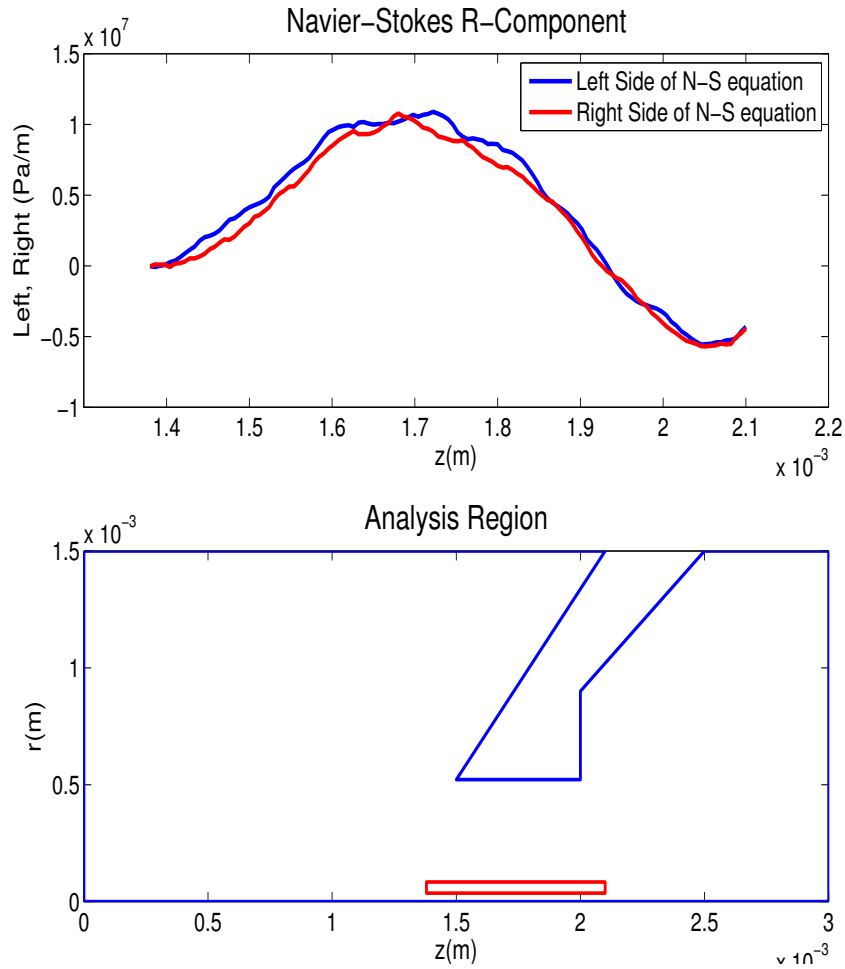 Navier−Stokes R−Component
x 10⁷
1.5
1
0.5
0
−0.5
−1
Left, Right (Pa/m)
Left Side of N−S equation
Right Side of N−S equation
1.4 1.5 1.6 1.7 1.8 1.9 2 2.1 2.2
z(m)
x 10⁻³
Analysis Region
x 10⁻³
1.5
1
0.5
0
r(m)
0 0.5 1 1.5 2 2.5 3
z(m)
x 10⁻³